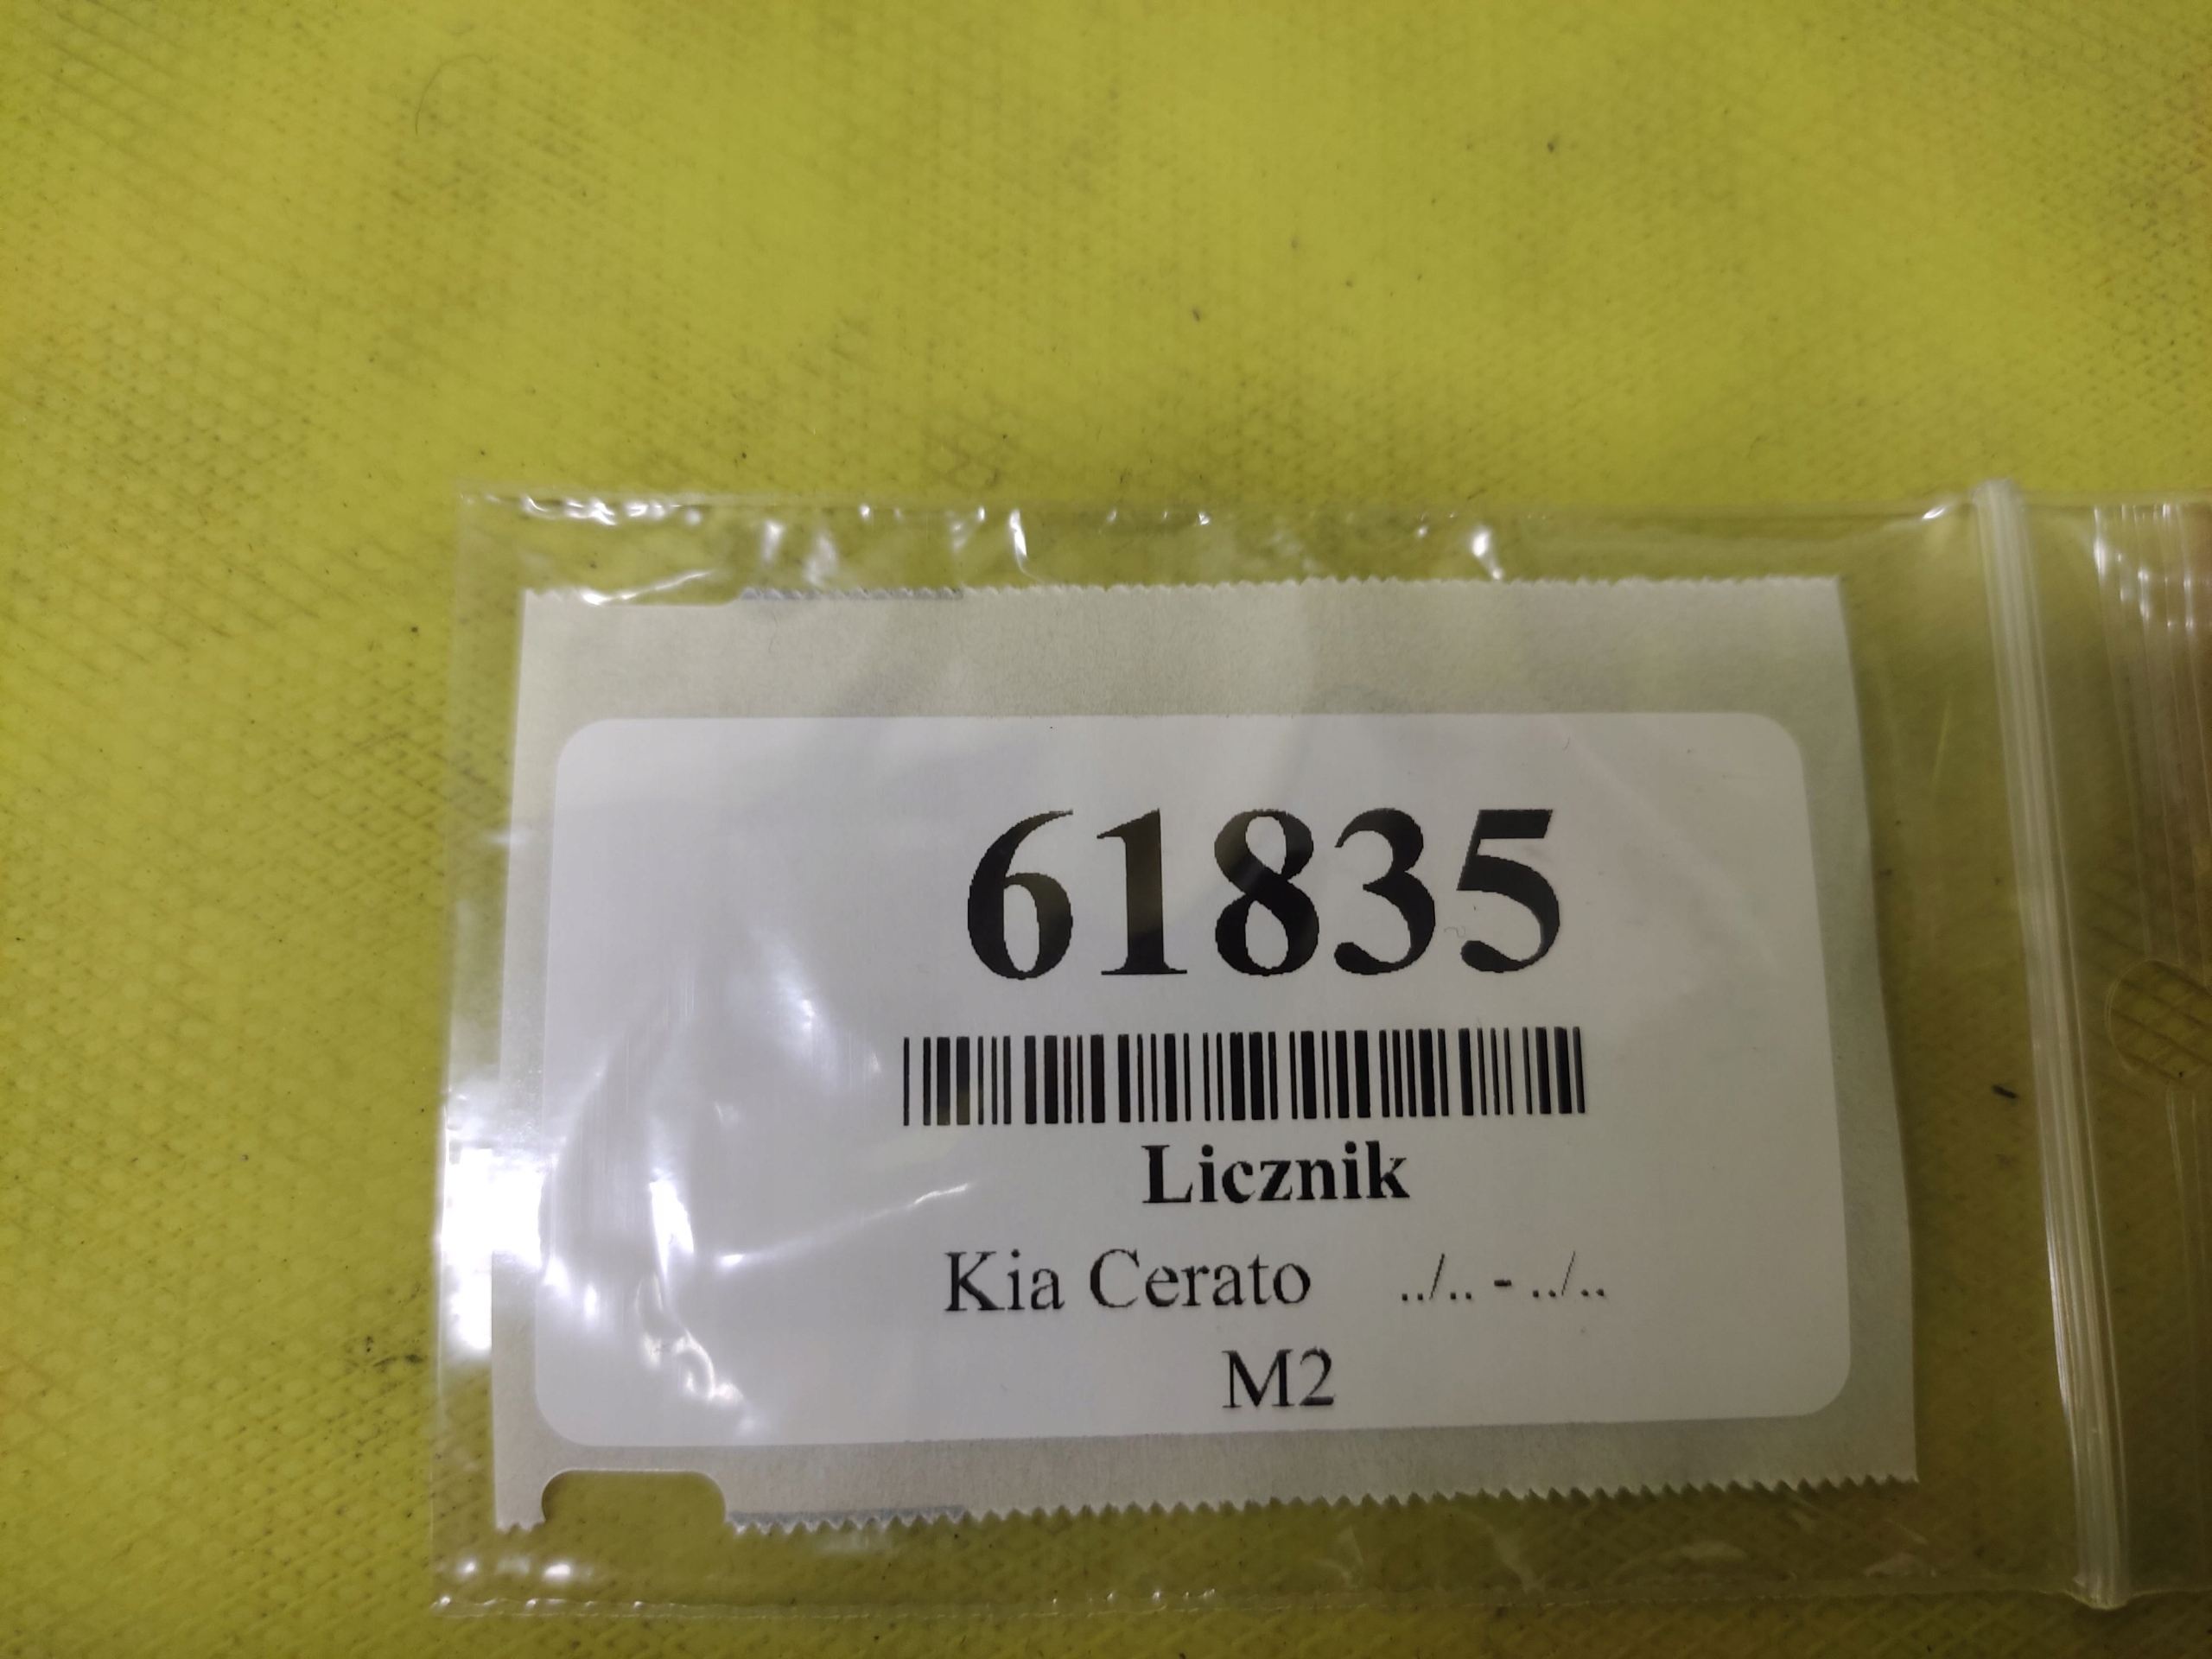 61835
Licznik
Kia Cerato ../.. - ../..
M2